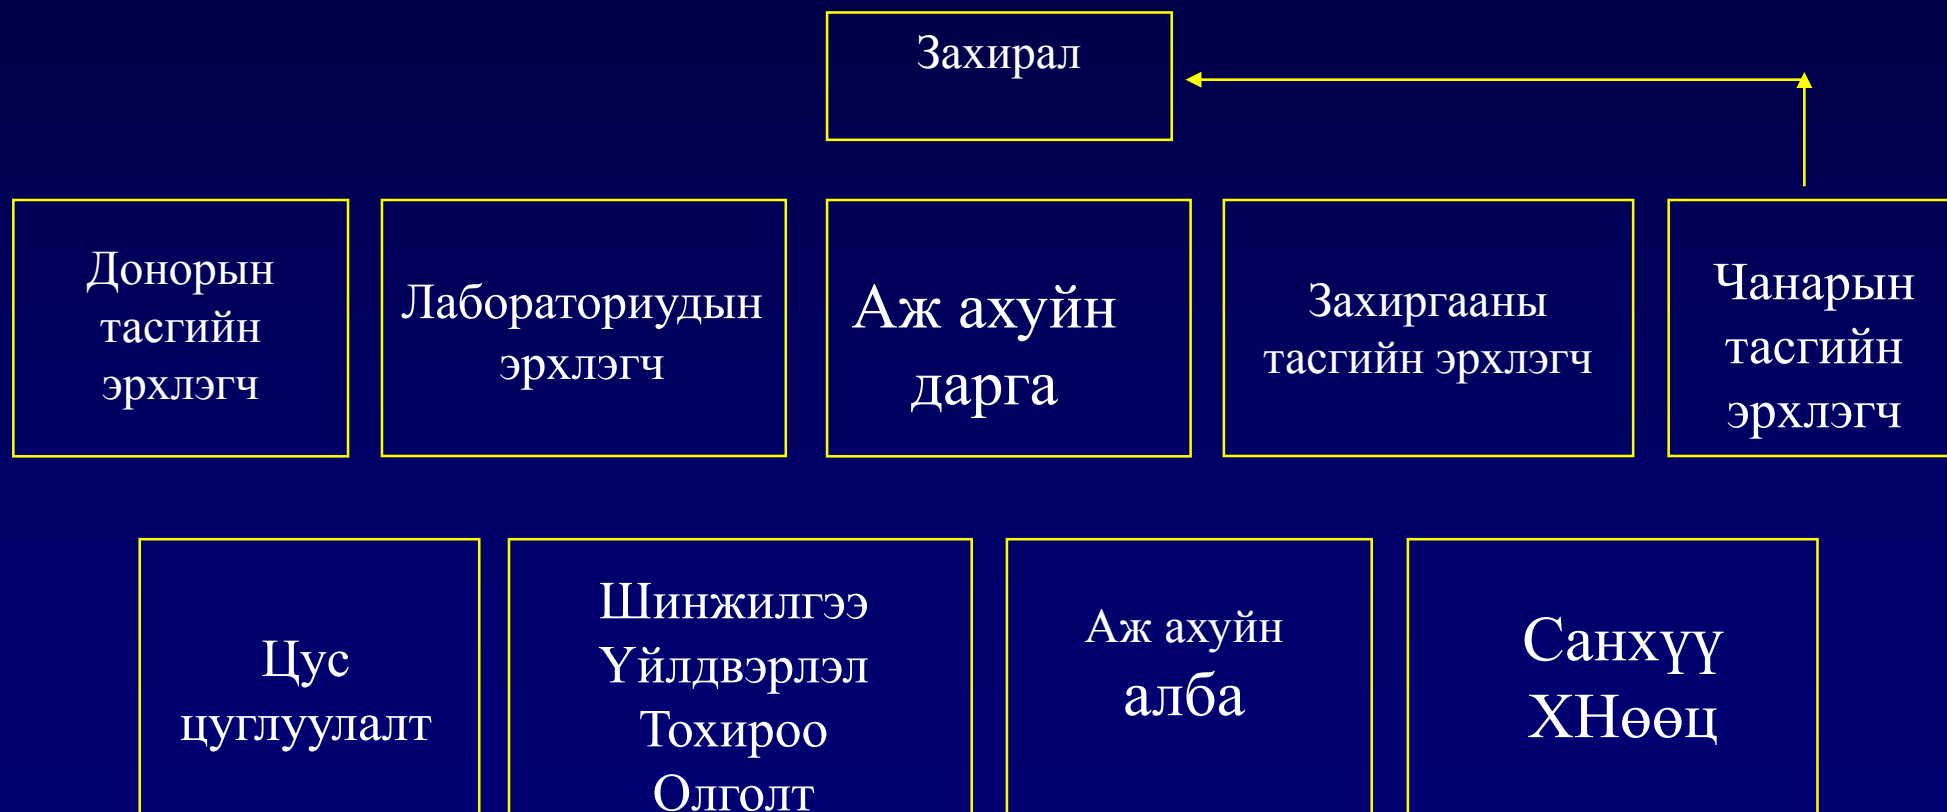 Захирал
Донорын
тасгийн
эрхлэгч
Лабораториудын
эрхлэгч
Аж ахуйн
дарга
Захиргааны
тасгийн эрхлэгч
Чанарын
тасгийн
эрхлэгч
Цус
цуглуулалт
Шинжилгээ
Үйлдвэрлэл
Тохироо
Олголт
Аж ахуйн
алба
Санхүү
ХНөөц